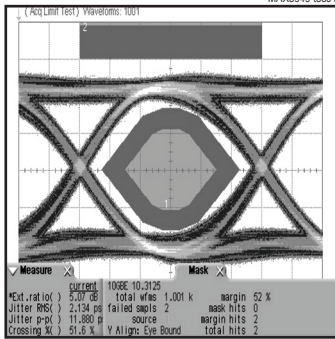 ( Acq Limit Test ) Waveforms: 1001
2
1
Measure X Mask X
current 10GBE 10.3125
*Ext.ratio( ) 5.07 dB total wfms 1.001 k margin 52 %
Jitter RMS( ) 2.134 ps failed smpls 2 mask hits 0
Jitter p-p( ) 11.880 p source margin hits 2
Crossing %( ) 51.6 % Y Align: Eye Bound total hits 2